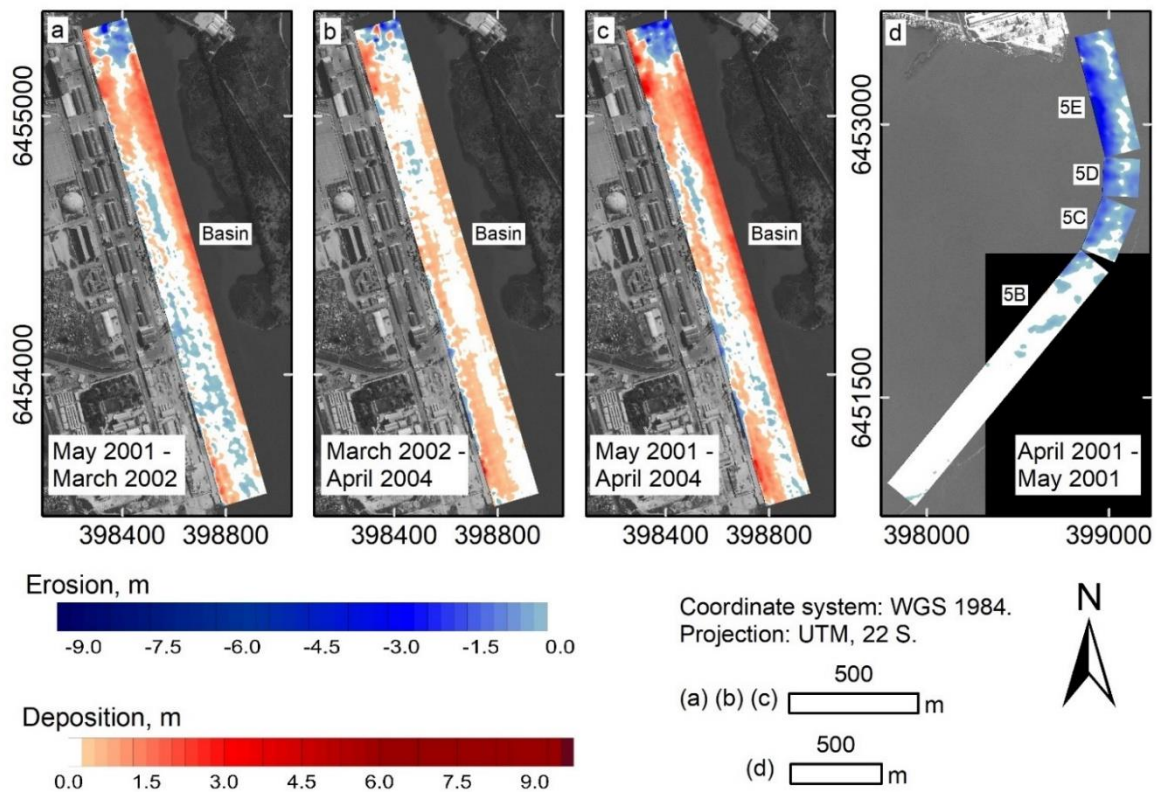 a
b
c
d
6455000
6454000
Basin
Basin
Basin
May 2001 -
March 2002
March 2002 -
April 2004
May 2001 -
April 2004
5E
5D
5C
5B
6453000
6451500
April 2001 -
May 2001
398400 398800
398400 398800
398400 398800
398000 399000
Erosion, m
-9.0 -7.5 -6.0 -4.5 -3.0 -1.5 0.0
Deposition, m
0.0 1.5 3.0 4.5 6.0 7.5 9.0
Coordinate system: WGS 1984.
Projection: UTM, 22 S.
500
(a) (b) (c) m
500
(d) m
N